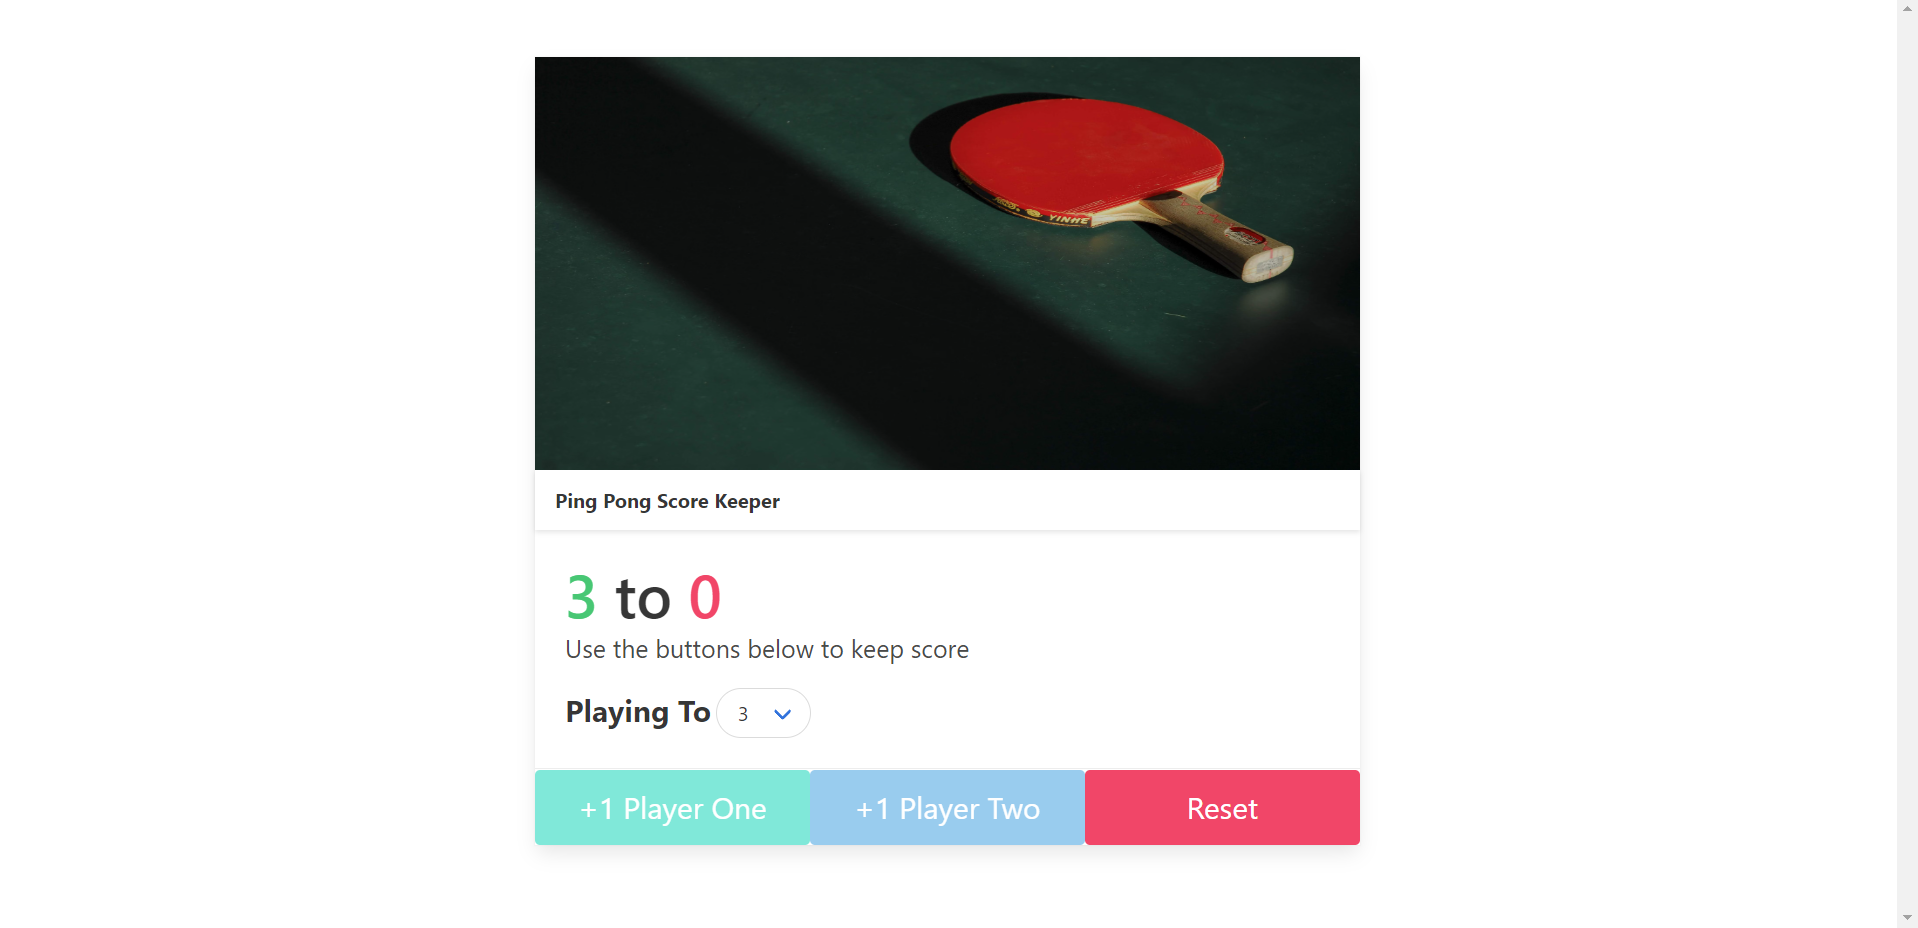 YINHE
Ping Pong Score Keeper
3 to 0
Use the buttons below to keep score
Playing To 3
+1 Player One +1 Player Two Reset